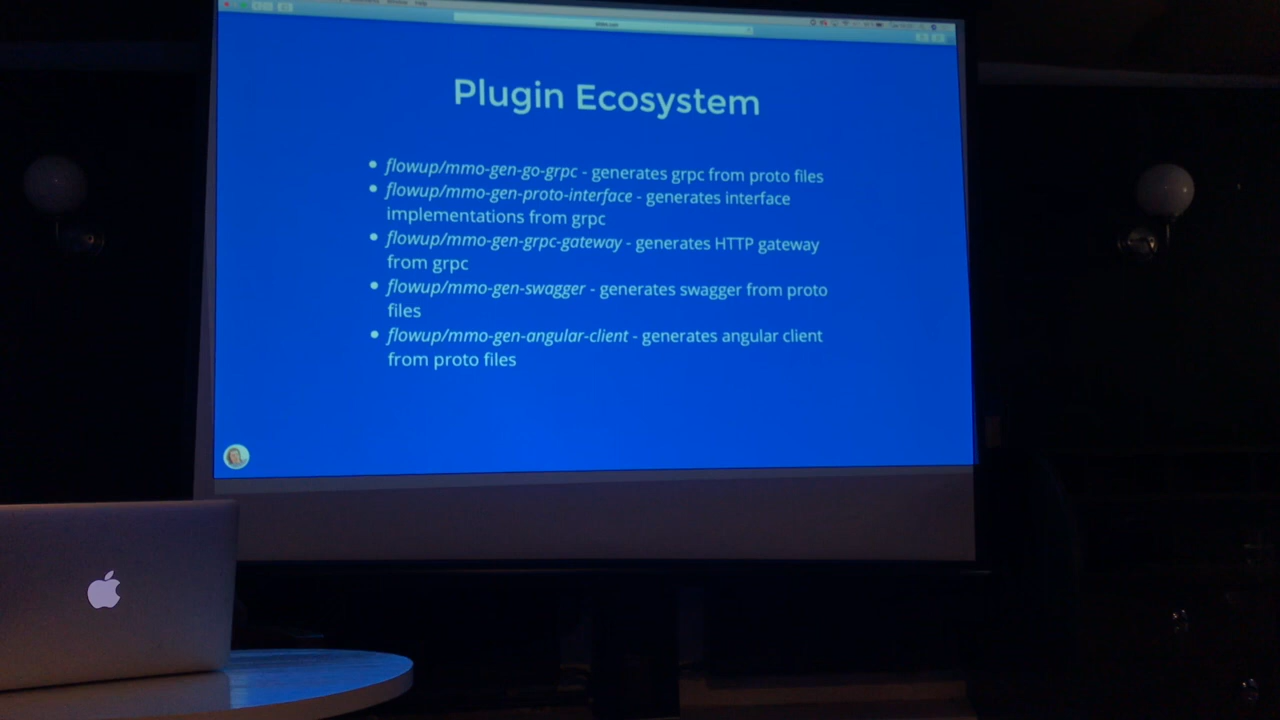 Plugin Ecosystem
• flowup/mmo-gen-go-grpc - generates grpc from proto files
• flowup/mmo-gen-proto-interface - generates interface
implementations from grpc
• flowup/mmo-gen-grpc-gateway - generates HTTP gateway
from grpc
• flowup/mmo-gen-swagger - generates swagger from proto
files
• flowup/mmo-gen-angular-client - generates angular client
from proto files